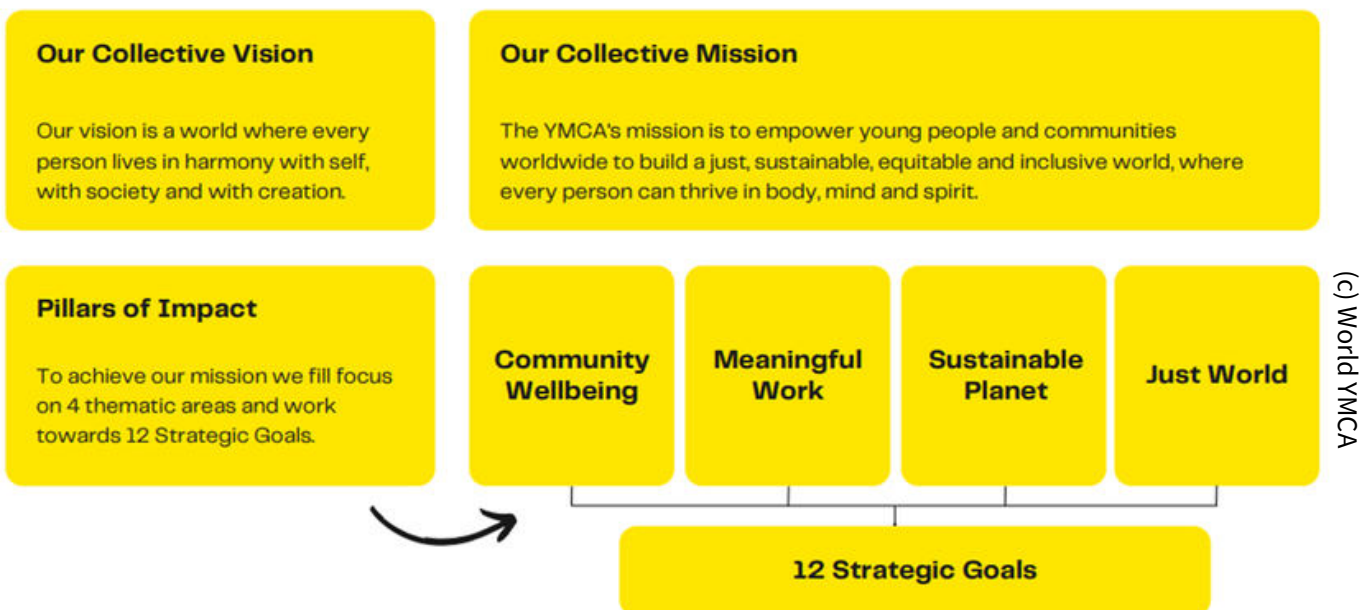 Our Collective Vision
Our vision is a world where every
person lives in harmony with self,
with society and with creation.
Our Collective Mission
The YMCA's mission is to empower young people and communities
worldwide to build a just, sustainable, equitable and inclusive world, where
every person can thrive in body, mind and spirit.
Pillars of Impact
To achieve our mission we fill focus
on 4 thematic areas and work
towards 12 Strategic Goals.
Community
Wellbeing
Meaningful
Work
Sustainable
Planet
Just World
12 Strategic Goals
(c) World YMCA